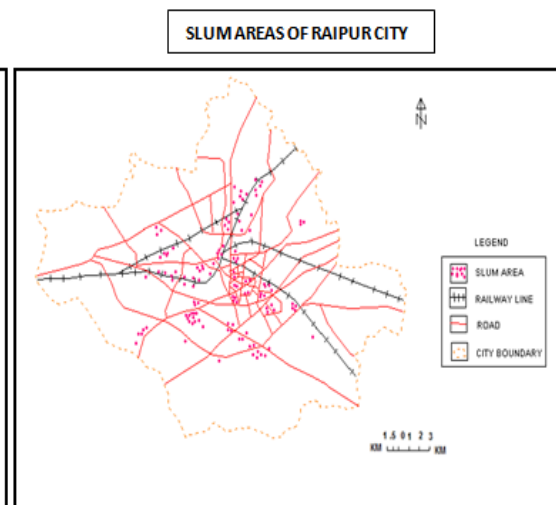 SLUM AREAS OF RAIPUR CITY
N
LEGEND
SLUM AREA
RAILWAY LINE
ROAD
CITY BOUNDARY
1.5 0 1 2 3
KM KM